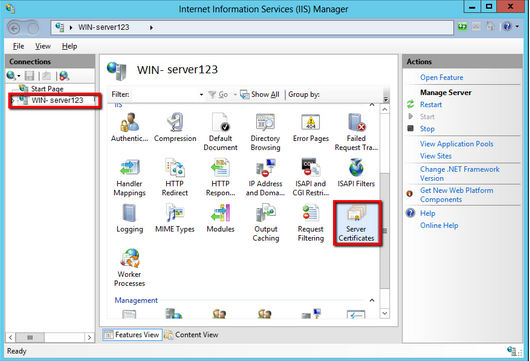 Internet Information Services (IIS) Manager
WIN- server123
File View Help
Connections
Start Page
WIN- server123
WIN- server123
Filter: Go Show All Group by:
IIS
Authentic... Compression Default Document Directory Browsing Error Pages Failed Request Tra...
Handler Mappings HTTP Redirect HTTP Respon... IP Address and Doma... ISAPI and CGI Restri... ISAPI Filters
Logging MIME Types Modules Output Caching Request Filtering Server Certificates
Worker Processes
Management
Features View Content View
Actions
Open Feature
Manage Server
Restart
Start
Stop
View Application Pools
View Sites
Change .NET Framework
Version
Get New Web Platform
Components
Help
Online Help
Ready